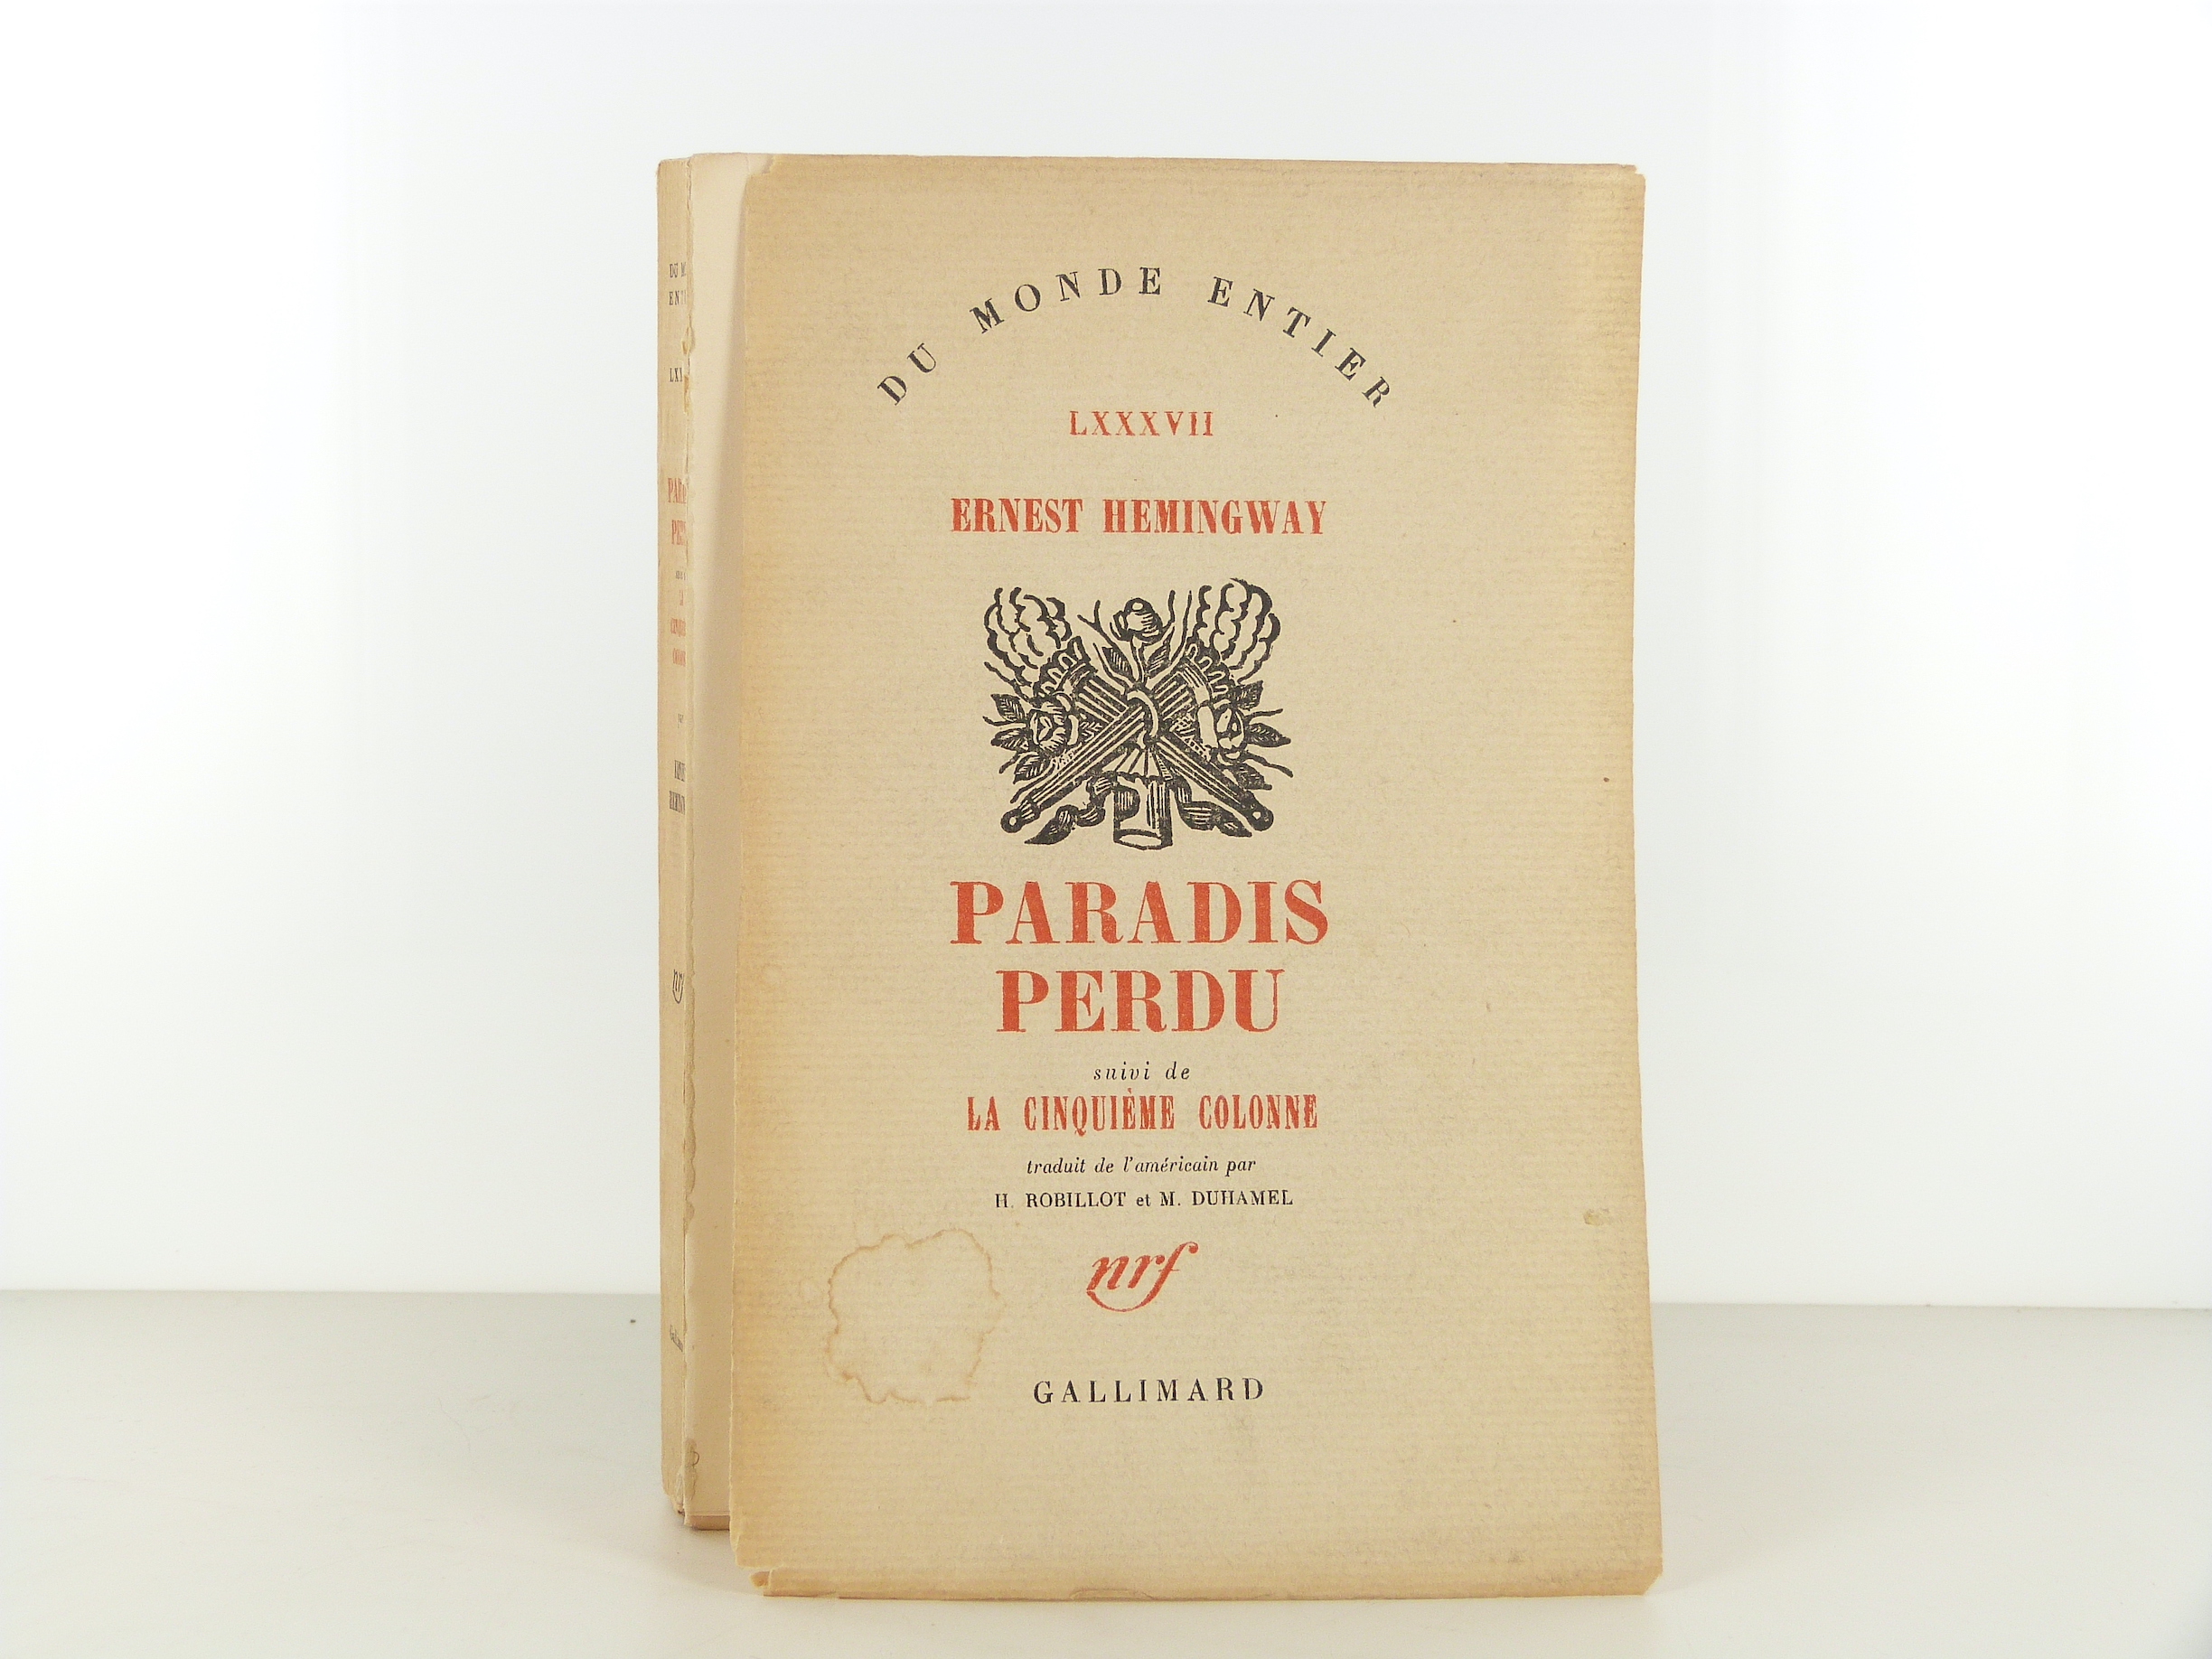 DU MONDE ENTIER
LXXXVII
ERNEST HEMINGWAY
PARADIS
PERDU
suivi de
LA CINQUIÈME COLONNE
traduit de l'américain par
H. ROBILLOT et M. DUHAMEL
nrf
GALLIMARD
nrf